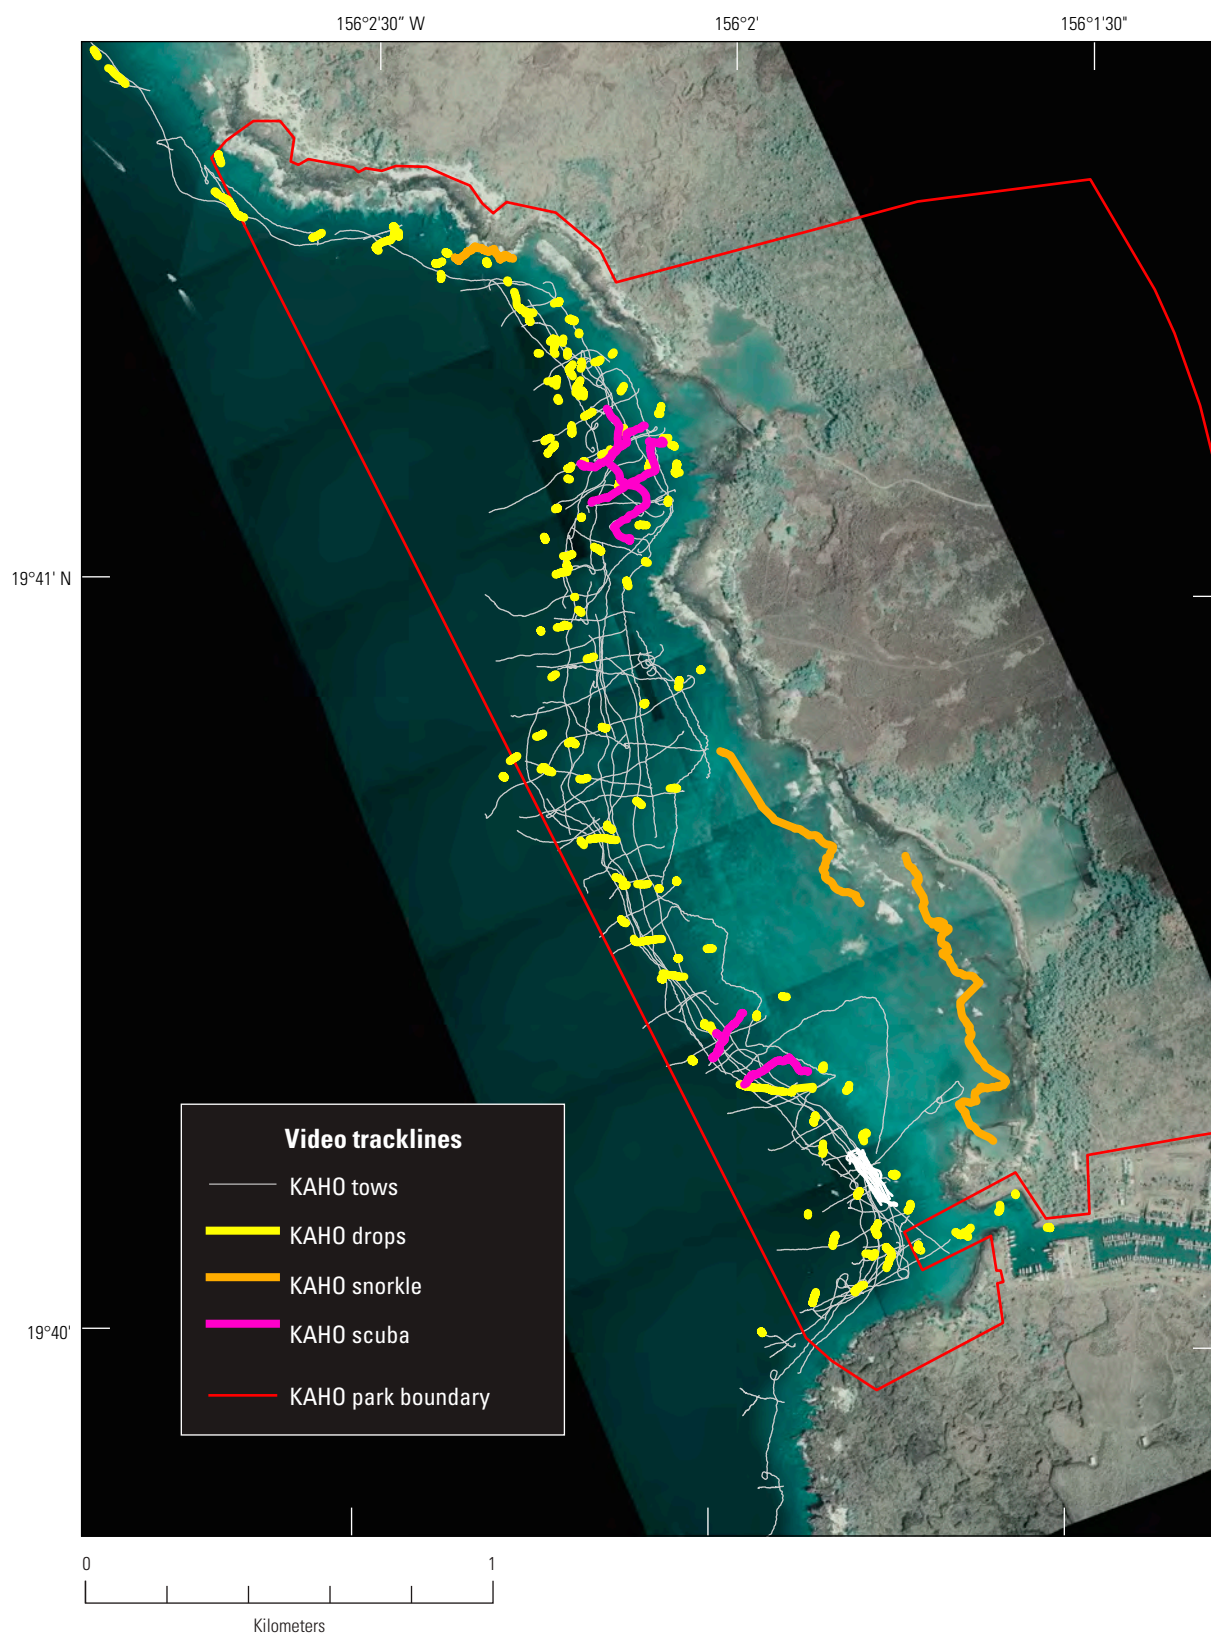 156°2'30" W
156°2'
156°1'30"
19°41' N
19°40'
Video tracklines
KAHO tows
KAHO drops
KAHO snorkle
KAHO scuba
KAHO park boundary
0
1
Kilometers